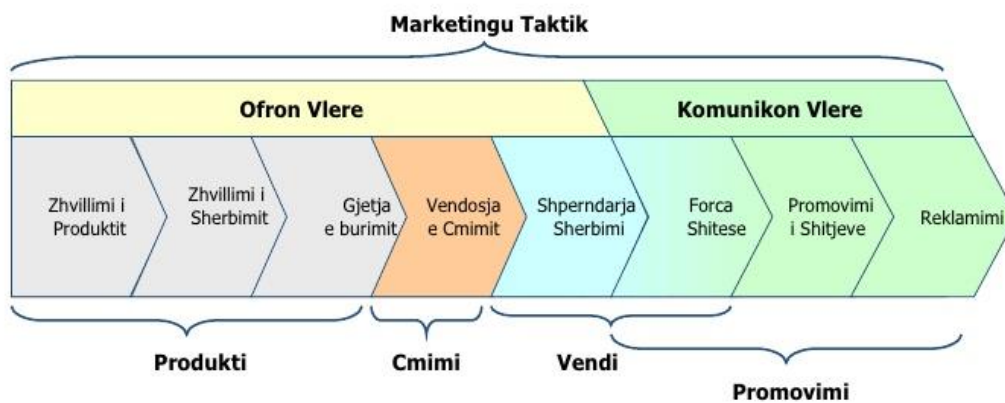 Marketingu Taktik
Ofron Vlere
Komunikon Vlere
Zhvillimi i
Produktit
Zhvillimi i
Sherbimit
Gjetja
e burimit
Vendosja
e Cmimit
Shperndarja
Sherbimi
Forca
Shitese
Promovimi
i Shitjeve
Reklamimi
Produkti
Cmimi
Vendi
Promovimi